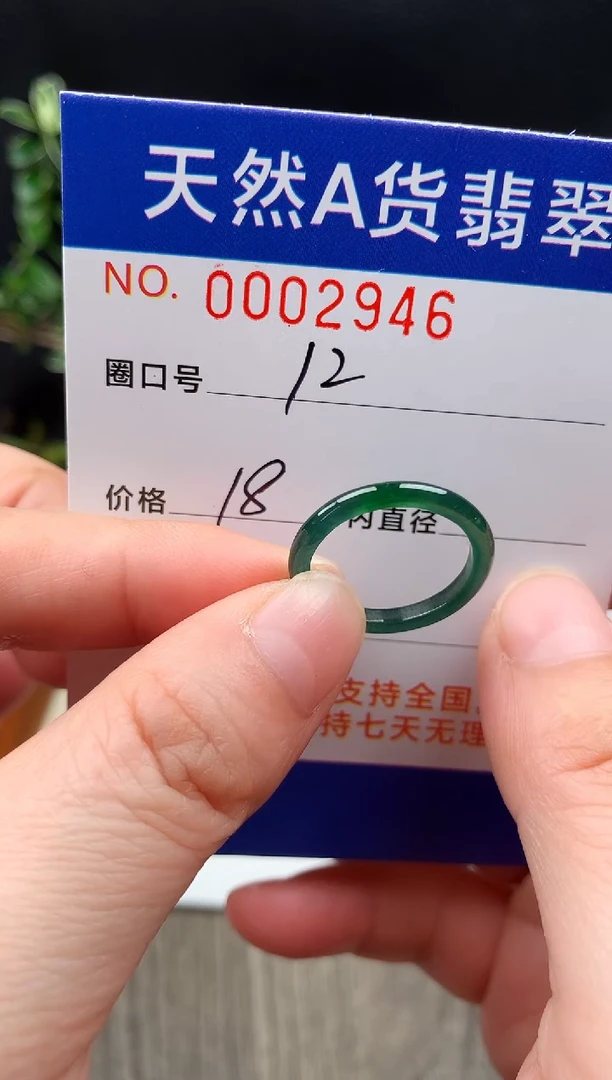 天然A货翡翠
NO. 0002946
圈口号 12
价格 18 内直径
支持全国
持七天无理